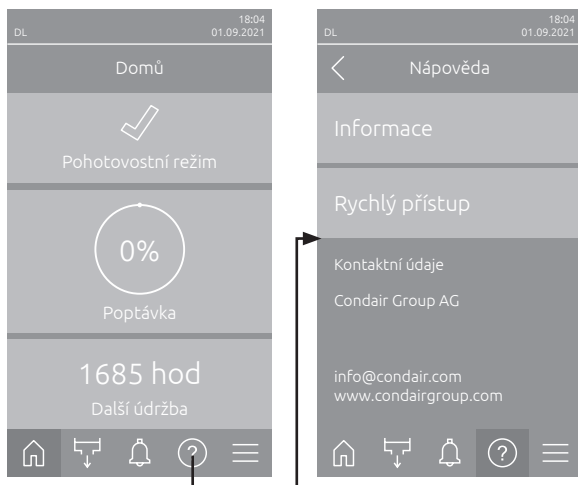 18:04
DL 01.09.2021
Domů
Pohotovostní režim
0%
Poptávka
1685 hod
Další údržba
?
18:04
DL 01.09.2021
Nápověda
Informace
Rychlý přístup
Kontaktní údaje
Condair Group AG
info@condair.com
www.condairgroup.com
?